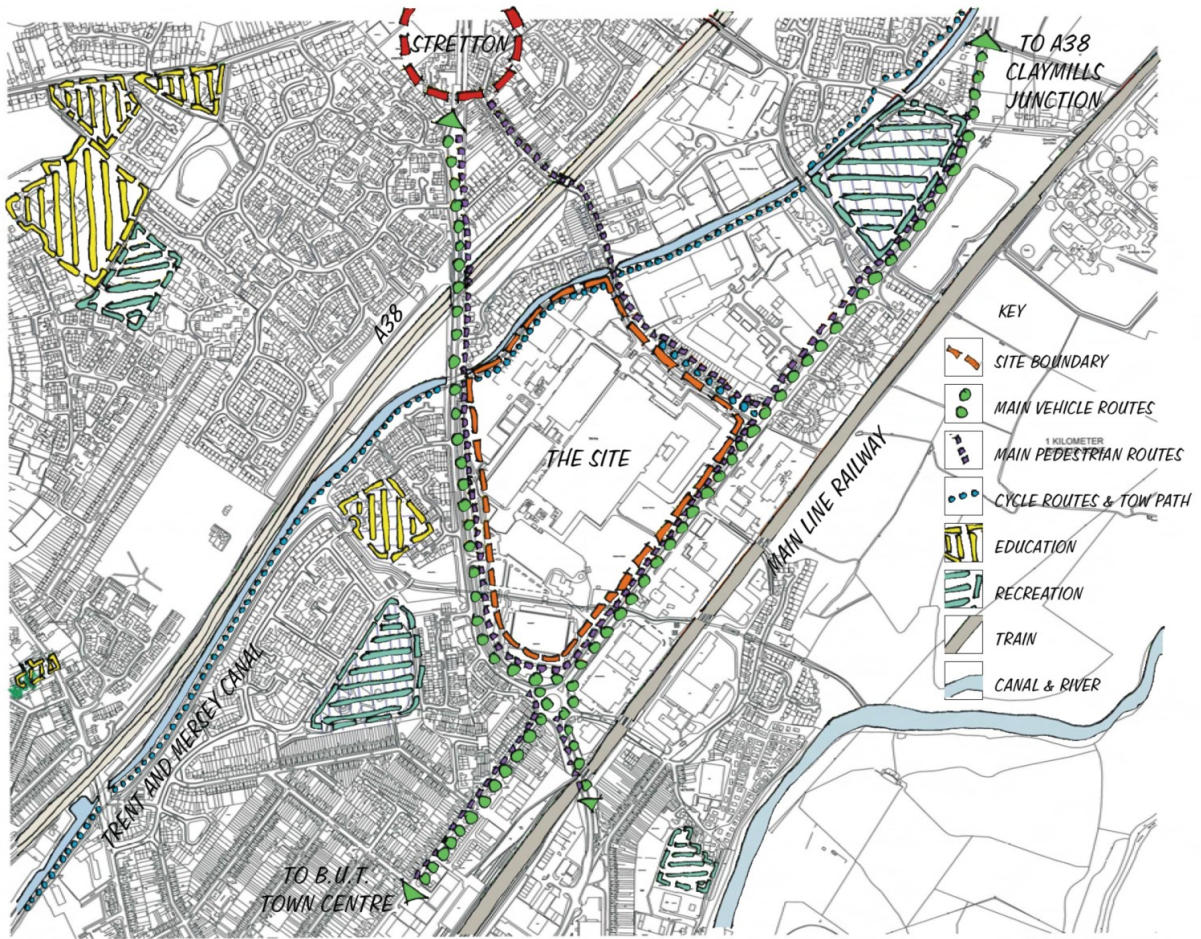 STRETTON
TO A38
CLAYMILLS
JUNCTION
A38
KEY
SITE BOUNDARY
MAIN VEHICLE ROUTES
1 KILOMETER
MAIN PEDESTRIAN ROUTES
THE SITE
MAIN LINE RAILWAY
CYCLE ROUTES & TOW PATH
EDUCATION
RECREATION
TRAIN
CANAL & RIVER
TRENT AND MERSEY CANAL
TO B.U.T.
TOWN CENTRE